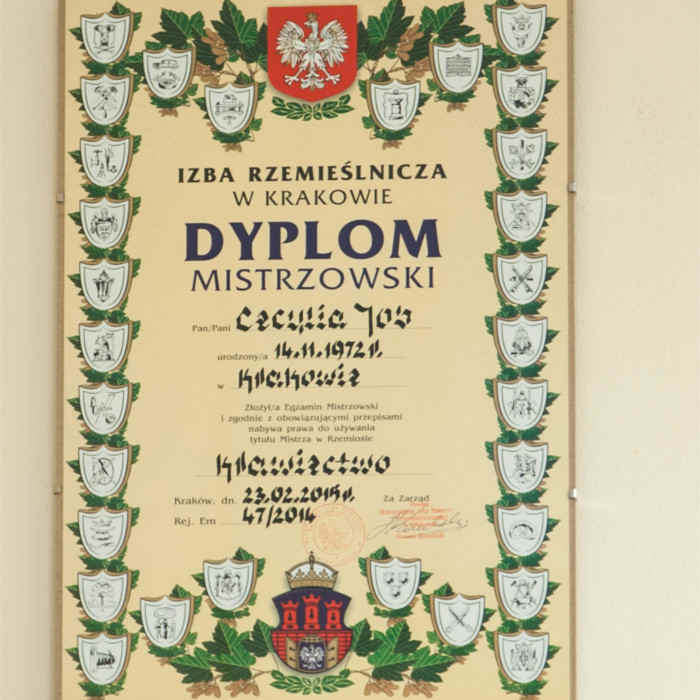 IZBA RZEMIEŚLNICZA
W KRAKOWIE
DYPLOM
MISTRZOWSKI
Pan/Pani Cecylia Job
urodzony/a 14.11.1972 r.
w Krakowie
Złożył/a Egzamin Mistrzowski
i zgodnie z obowiązującymi przepisami
nabywa prawa do używania
tytułu Mistrza w Rzemiośle
Krawiectwo
Kraków, dn. 23.02.2015 r. Za Zarząd
Rej. Em 47/2014